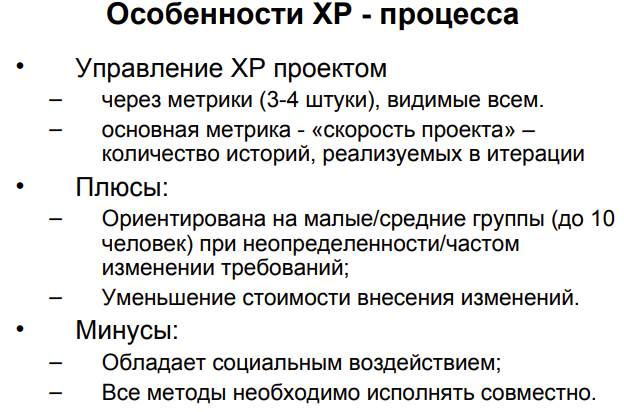 Особенности XP - процесса
• Управление XP проектом
– через метрики (3-4 штуки), видимые всем.
– основная метрика - «скорость проекта» –
количество историй, реализуемых в итерации
• Плюсы:
– Ориентирована на малые/средние группы (до 10
человек) при неопределенности/частом
изменении требований;
– Уменьшение стоимости внесения изменений.
• Минусы:
– Обладает социальным воздействием;
– Все методы необходимо исполнять совместно.